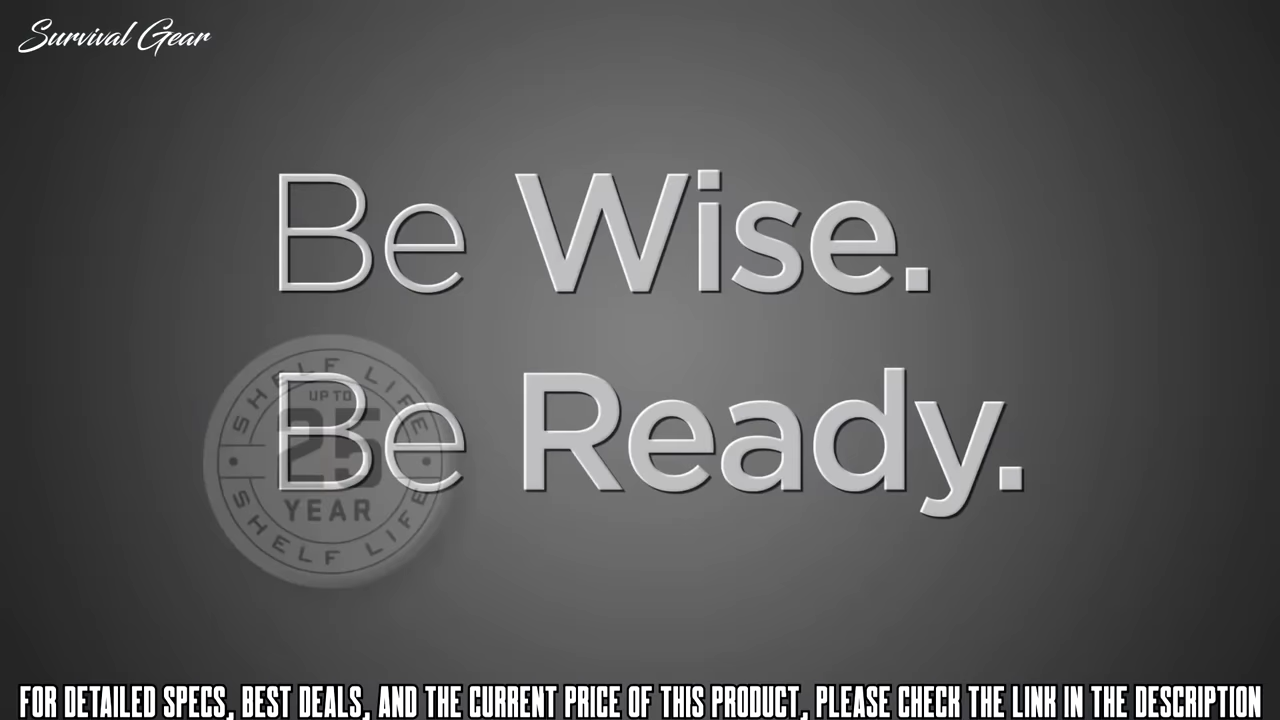 Survival Gear
Be Wise.
Be Ready.
SHELF LIFE
UP TO
25
YEAR
SHELF LIFE
FOR DETAILED SPECS, BEST DEALS, AND THE CURRENT PRICE OF THIS PRODUCT, PLEASE CHECK THE LINK IN THE DESCRIPTION